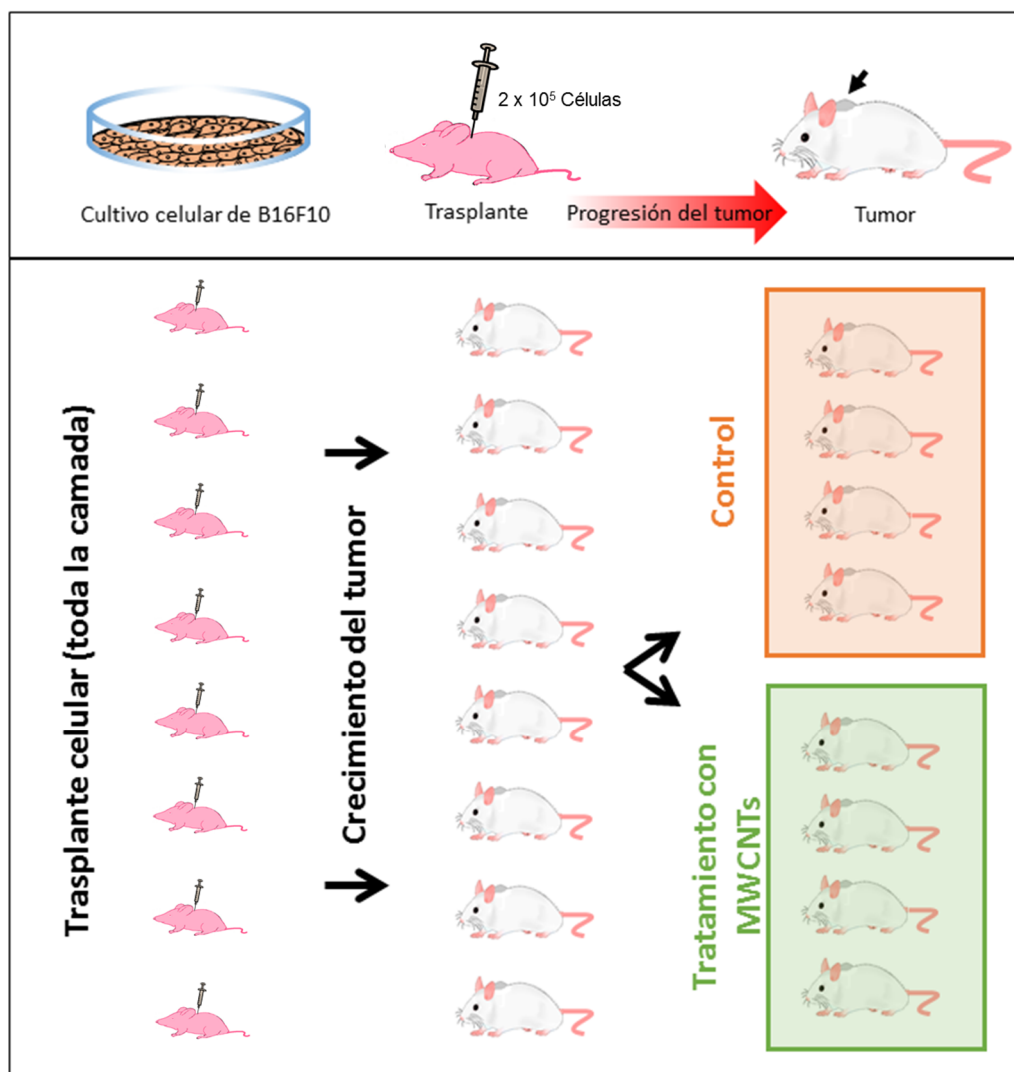 2 x 10⁵ Células
Cultivo celular de B16F10
Trasplante
Progresión del tumor
Tumor
Trasplante celular (toda la camada)
Crecimiento del tumor
Control
Tratamiento con
MWCNTs